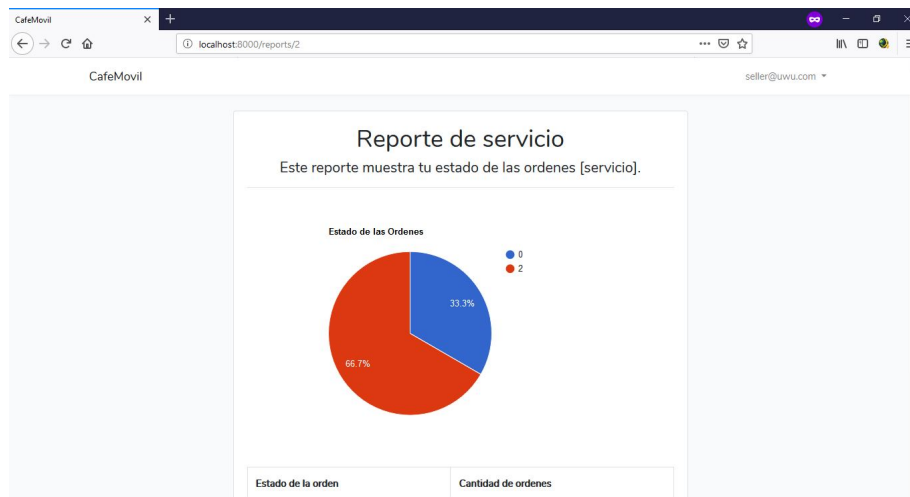 CafeMovil
localhost:8000/reports/2
CafeMovil
seller@uwu.com
Reporte de servicio
Este reporte muestra tu estado de las ordenes [servicio].
Estado de las Ordenes
0
2
33.3%
66.7%
Estado de la orden
Cantidad de ordenes